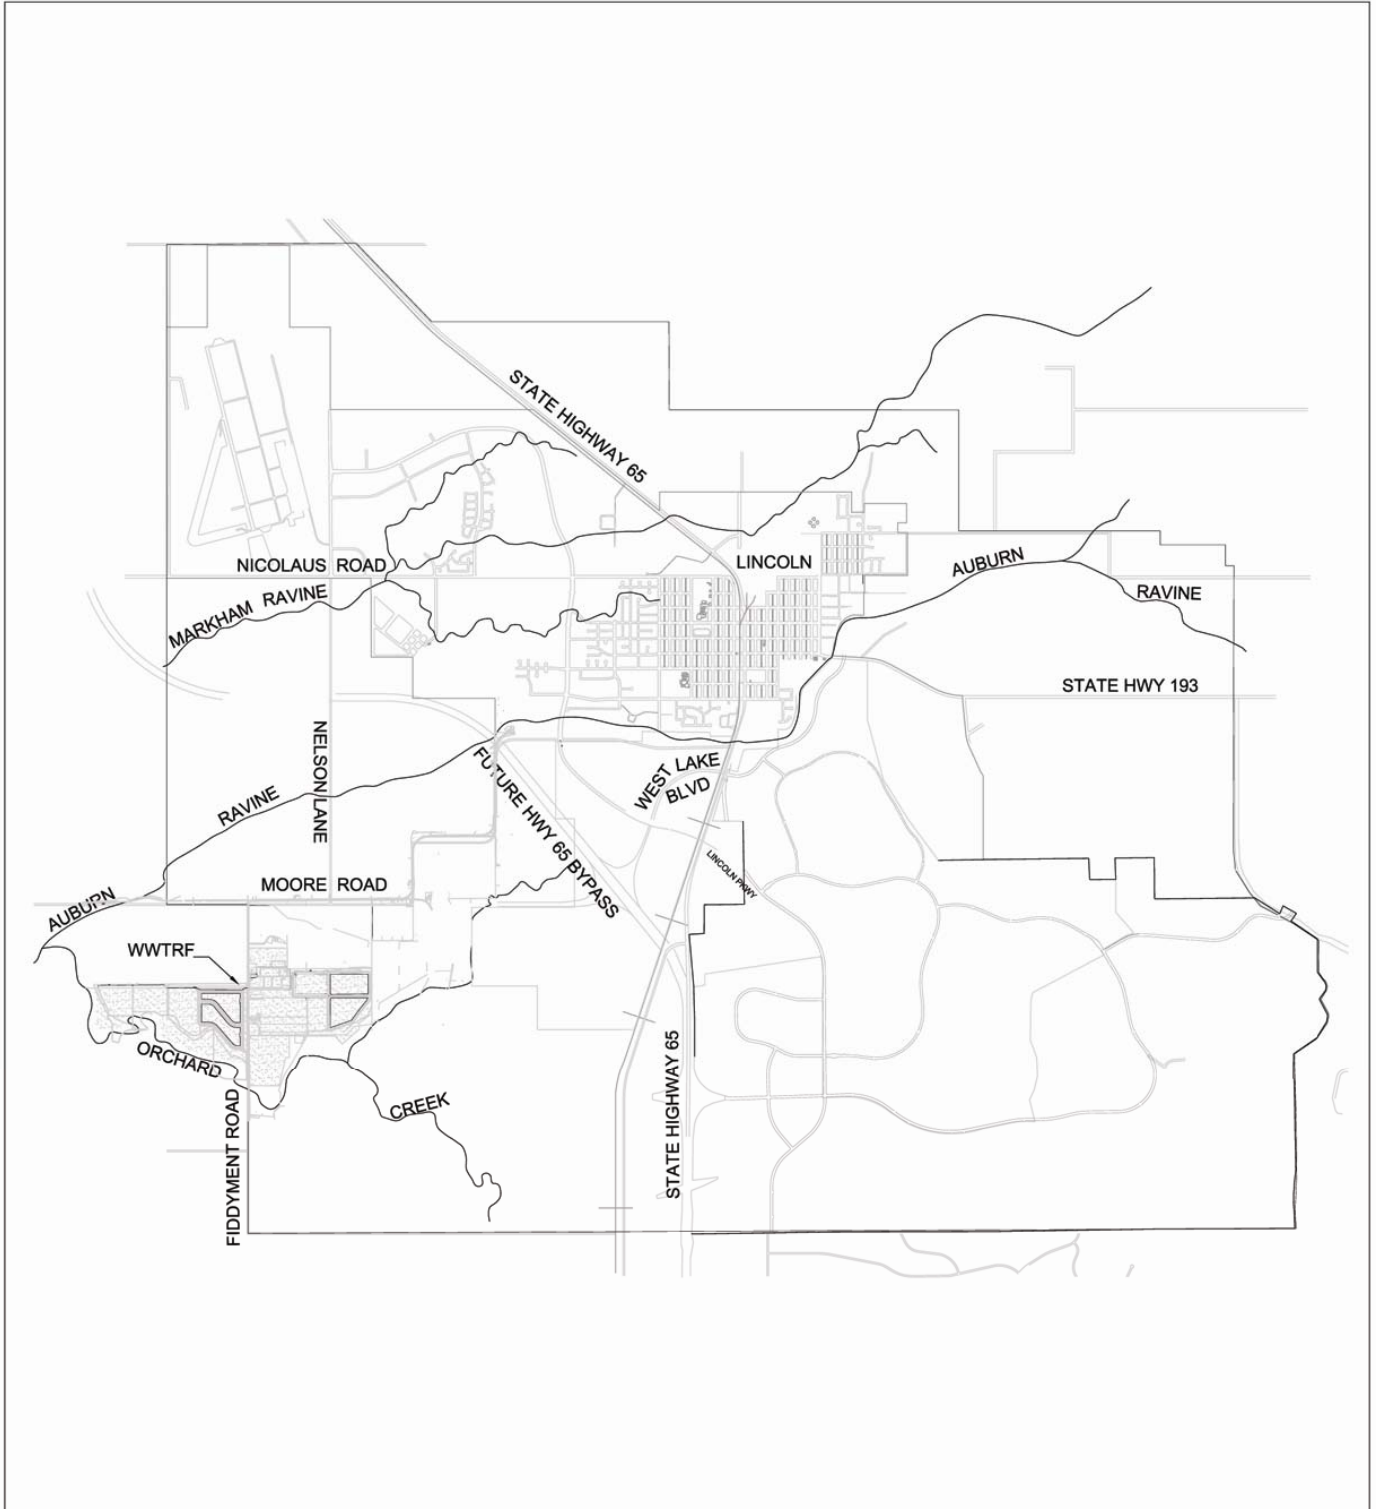 STATE HIGHWAY 65
NICOLAUS ROAD
LINCOLN
AUBURN
RAVINE
MARKHAM RAVINE
STATE HWY 193
NELSON LANE
FUTURE HWY 65 BYPASS
WEST LAKE
BLVD
RAVINE
LINCOLN PKWY
MOORE ROAD
AUBURN
WWTRF
ORCHARD
CREEK
STATE HIGHWAY 65
FIDDYMENT ROAD